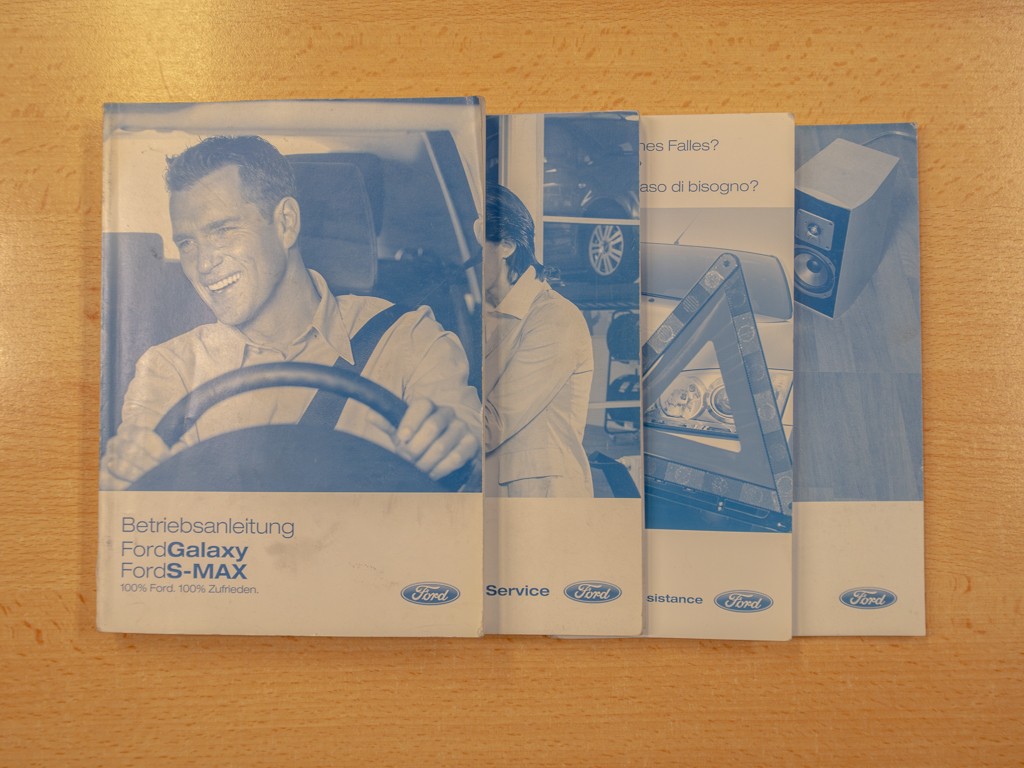 Betriebsanleitung
FordGalaxy
FordS-MAX
100% Ford. 100% Zufrieden.
Ford
Service
Ford
nes Falles?
aso di bisogno?
sistance
Ford
Ford